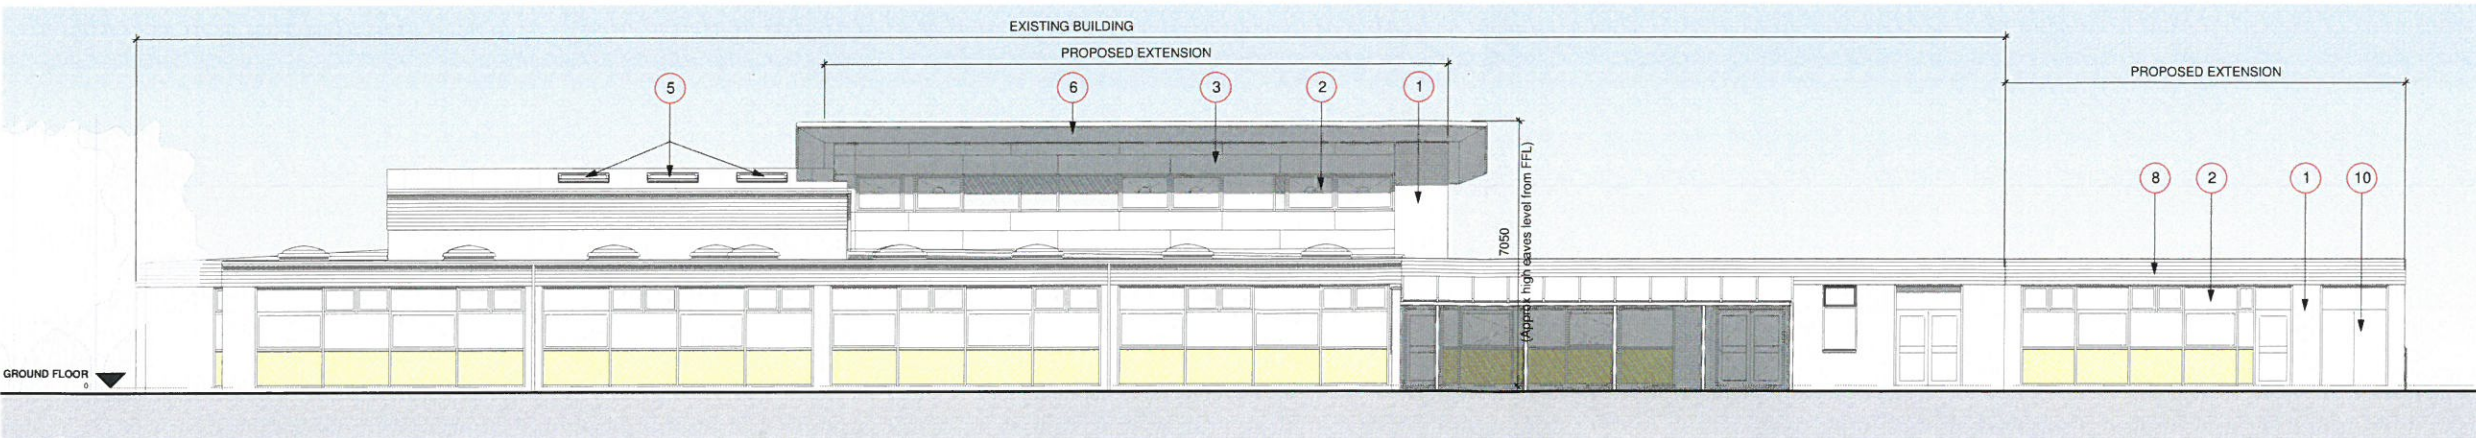 EXISTING BUILDING
PROPOSED EXTENSION
PROPOSED EXTENSION
5
6
3
2
1
8
2
1
10
7050
(Approx high eaves level from FFL)
GROUND FLOOR
0